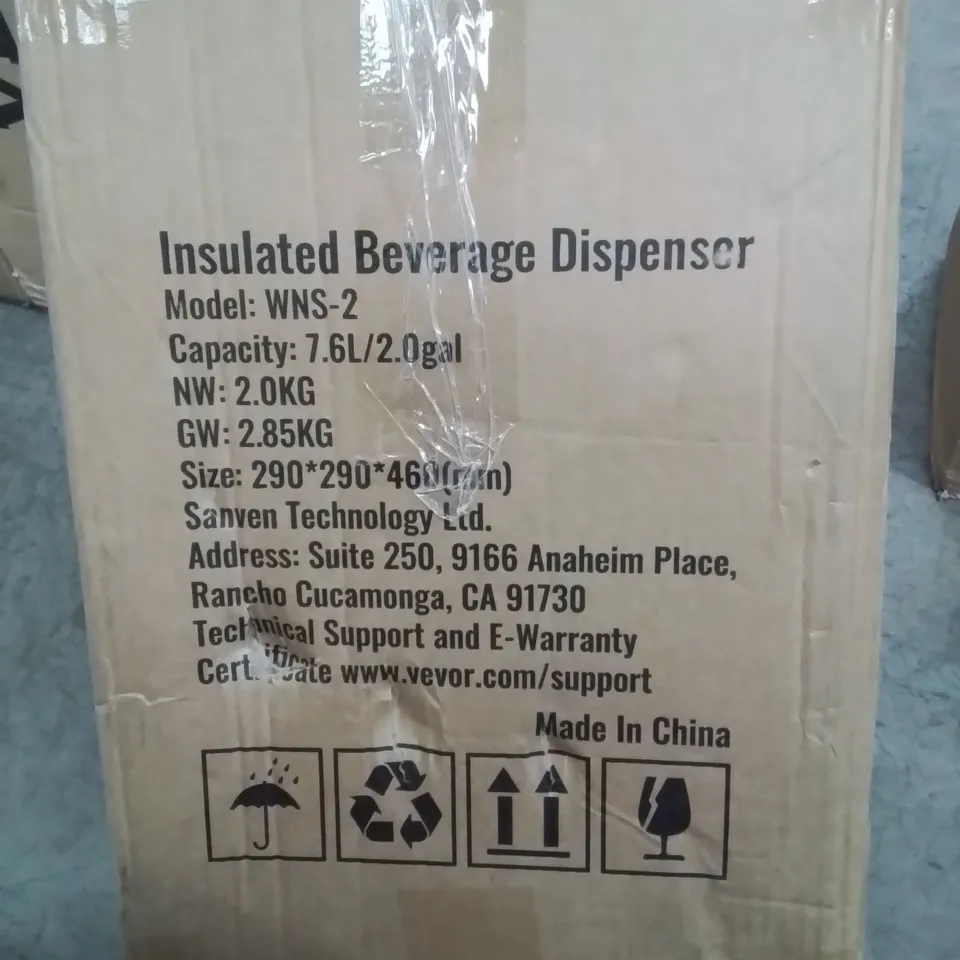 Insulated Beverage Dispenser
Model: WNS-2
Capacity: 7.6L/2.0gal
NW: 2.0KG
GW: 2.85KG
Size: 290*290*460(mm)
Sanven Technology Ltd.
Address: Suite 250, 9166 Anaheim Place,
Rancho Cucamonga, CA 91730
Technical Support and E-Warranty
Certificate www.vevor.com/support
Made In China